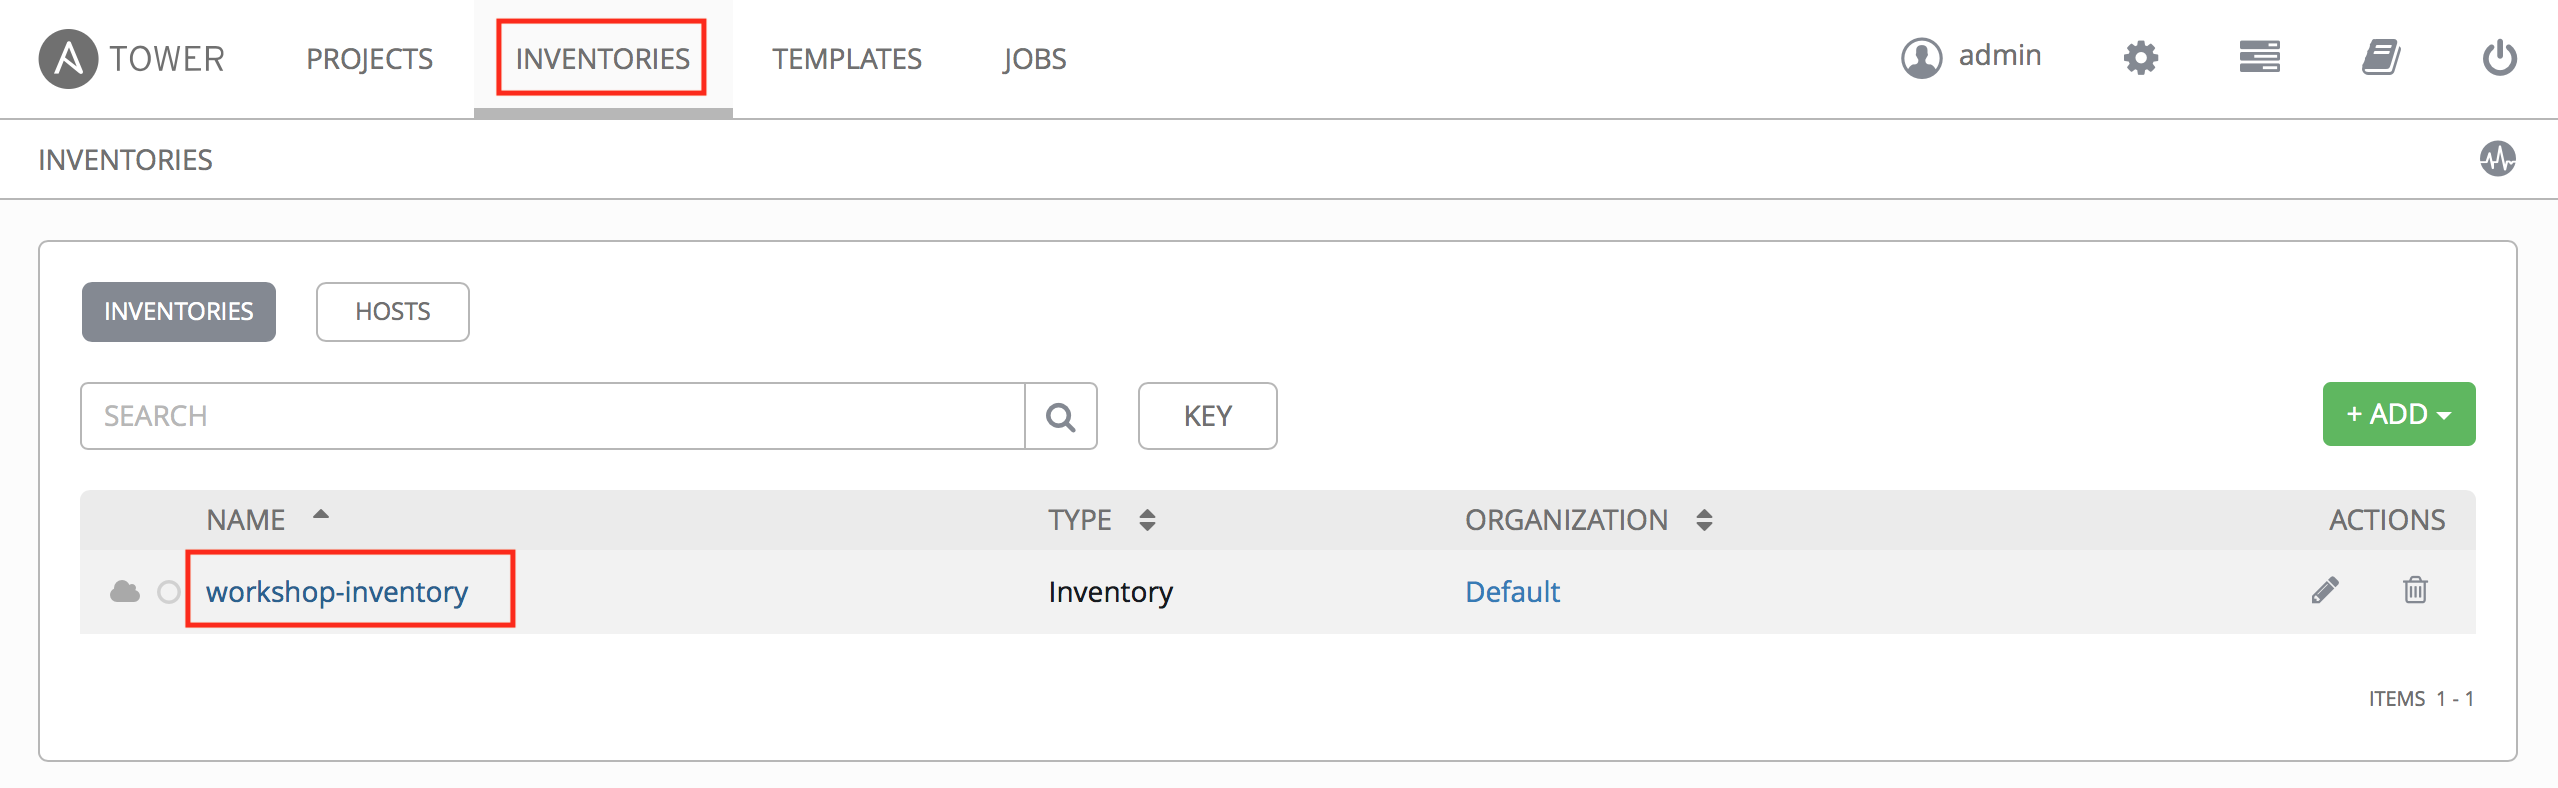 TOWER PROJECTS INVENTORIES TEMPLATES JOBS admin
INVENTORIES
INVENTORIES HOSTS
SEARCH KEY + ADD
NAME TYPE ORGANIZATION ACTIONS
workshop-inventory Inventory Default
ITEMS 1 - 1